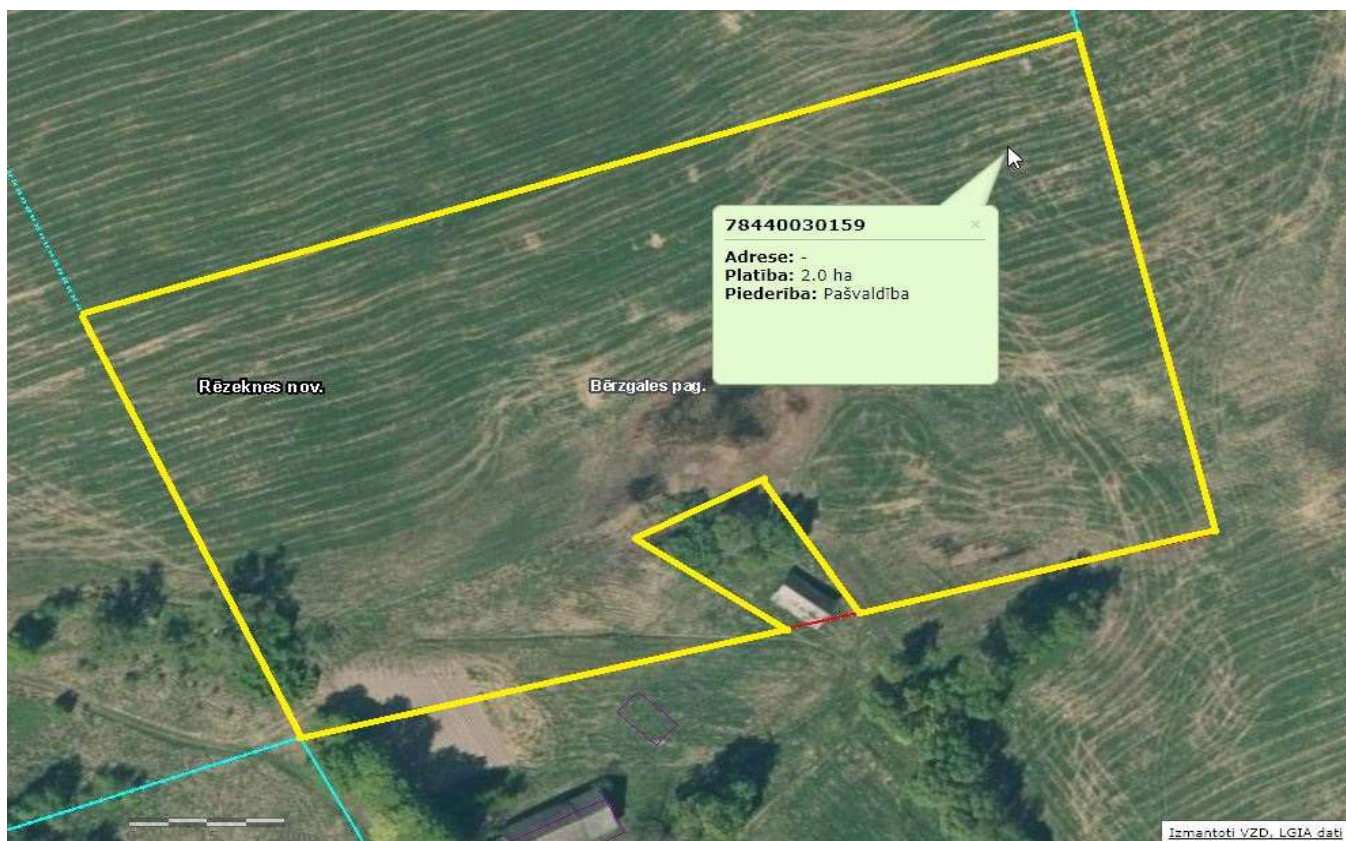 78440030159
Adrese: -
Platība: 2.0 ha
Piederība: Pašvaldība
Rēzeknes nov.
Bērzgales pag.
Izmantoti VZD, LGIA dati